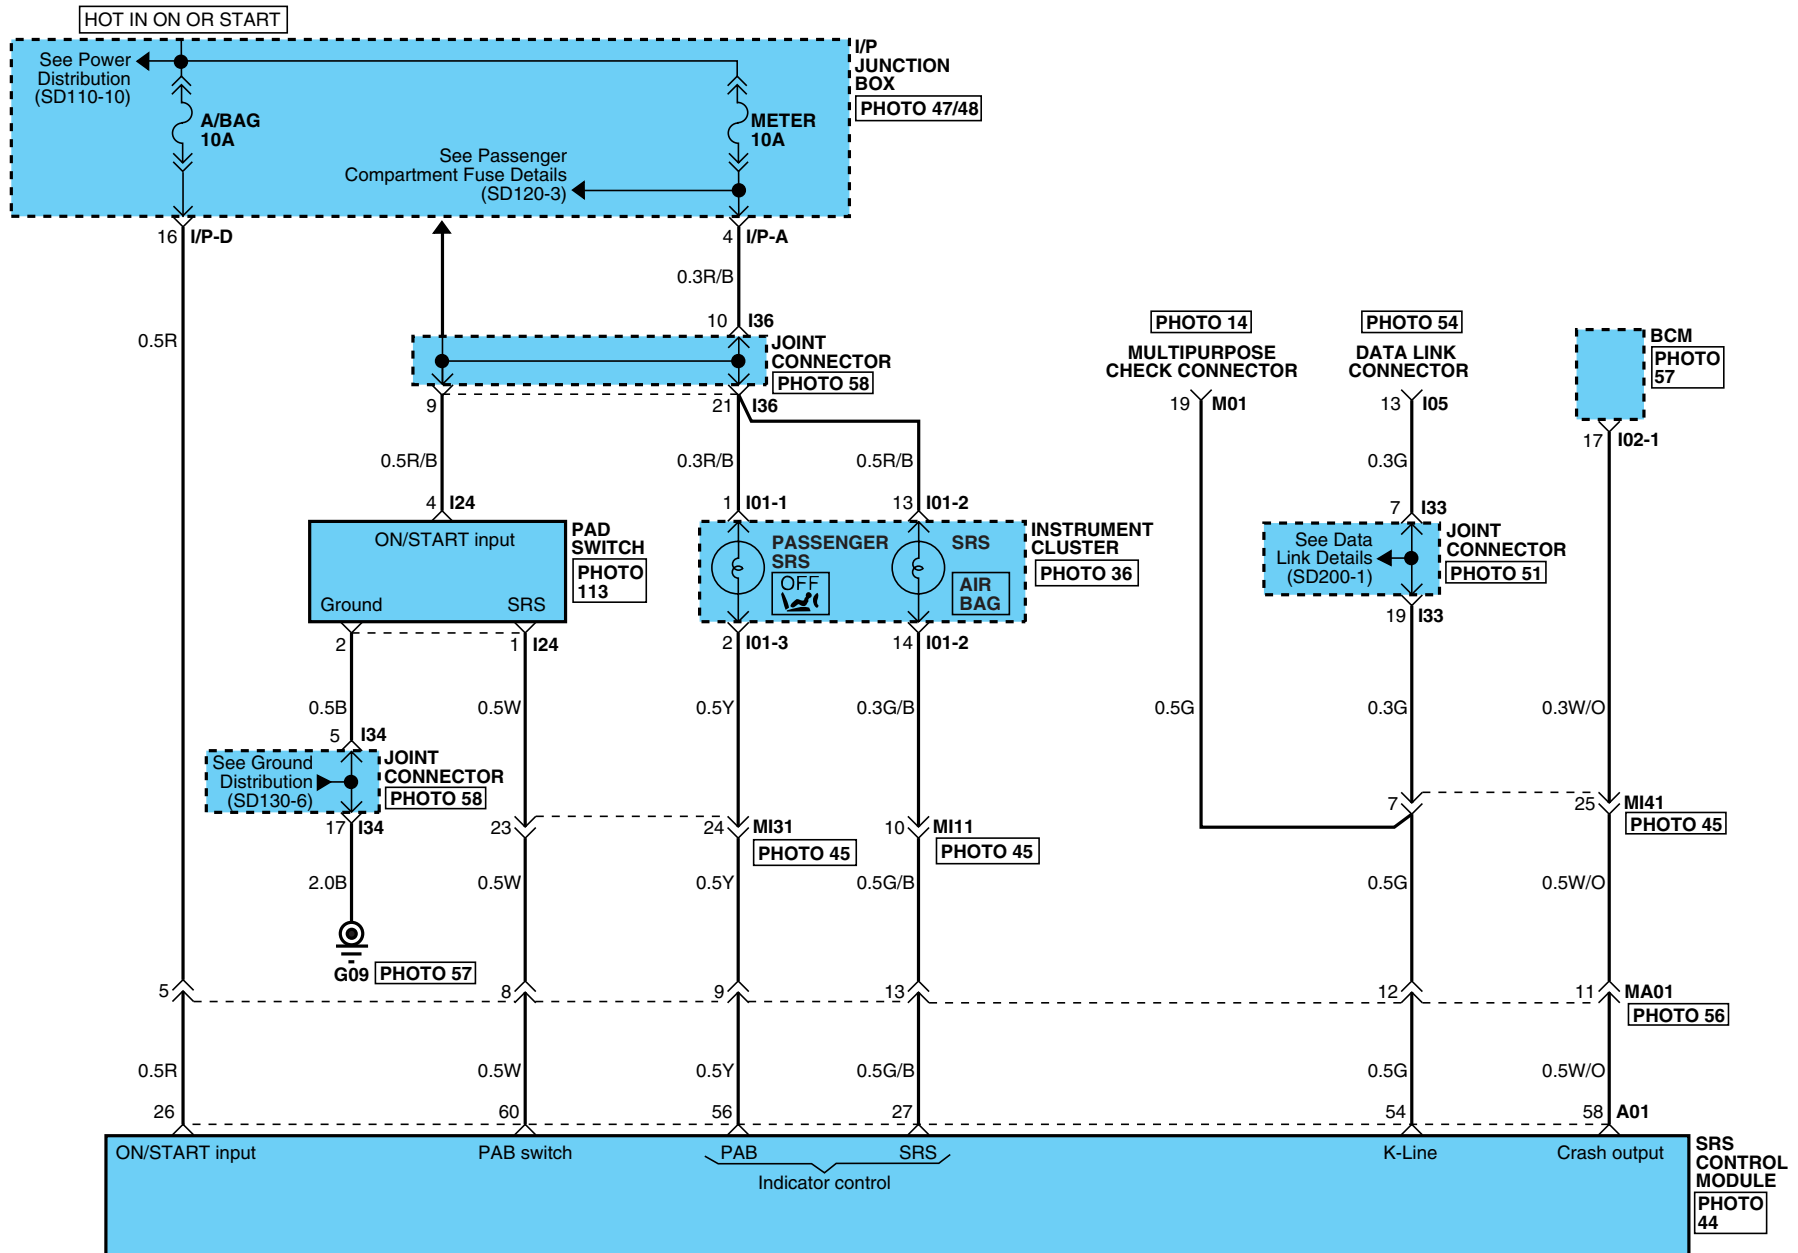 HOT IN ON OR START
See Power
Distribution
(SD110-10)
A/BAG
10A
See Passenger
Compartment Fuse Details
(SD120-3)
METER
10A
I/P
JUNCTION
BOX
PHOTO 47/48
16 I/P-D
4 I/P-A
0.3R/B
0.5R
10 I36
JOINT
CONNECTOR
PHOTO 58
9
21 I36
PHOTO 14
MULTIPURPOSE
CHECK CONNECTOR
19 M01
PHOTO 54
DATA LINK
CONNECTOR
13 I05
BCM
PHOTO
57
17 I02-1
0.5R/B
0.3R/B
0.5R/B
0.3G
4 I24
1 I01-1
13 I01-2
7 I33
ON/START input
Ground
SRS
PAD
SWITCH
PHOTO
113
PASSENGER
SRS
OFF
SRS
AIR
BAG
INSTRUMENT
CLUSTER
PHOTO 36
See Data
Link Details
(SD200-1)
JOINT
CONNECTOR
PHOTO 51
2
1 I24
2 I01-3
14 I01-2
19 I33
0.5B
0.5W
0.5Y
0.3G/B
0.5G
0.3G
0.3W/O
5 I34
See Ground
Distribution
(SD130-6)
JOINT
CONNECTOR
PHOTO 58
17 I34
23
24 MI31
PHOTO 45
10 MI11
PHOTO 45
7
25 MI41
PHOTO 45
2.0B
0.5W
0.5Y
0.5G/B
0.5G
0.5W/O
G09 PHOTO 57
5
8
9
13
12
11 MA01
PHOTO 56
0.5R
0.5W
0.5Y
0.5G/B
0.5G
0.5W/O
26
60
56
27
54
58 A01
ON/START input
PAB switch
PAB
SRS
Indicator control
K-Line
Crash output
SRS
CONTROL
MODULE
PHOTO
44